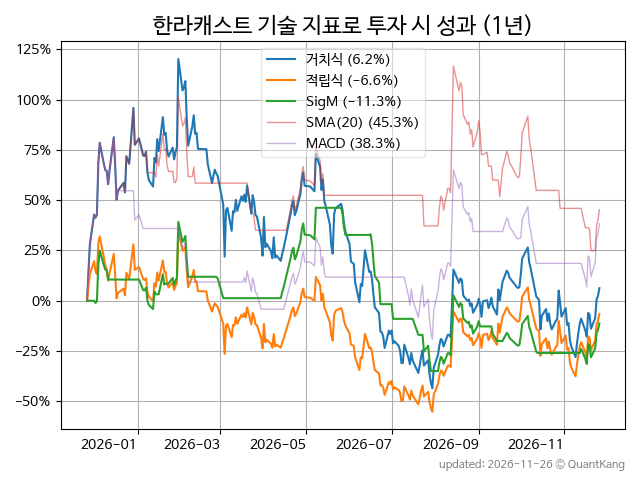 한라캐스트 기술 지표로 투자 시 성과 (1년)
125%
100%
75%
50%
25%
0%
−25%
−50%
거치식 (6.2%)
적립식 (−6.6%)
SigM (−11.3%)
SMA(20) (45.3%)
MACD (38.3%)
2026-01
2026-03
2026-05
2026-07
2026-09
2026-11
updated: 2026-11-26 © QuantKang